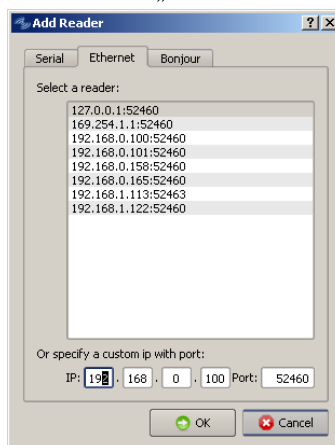 Add Reader
Serial Ethernet Bonjour
Select a reader:
127.0.0.1:52460
169.254.1.1:52460
192.168.0.100:52460
192.168.0.101:52460
192.168.0.158:52460
192.168.0.165:52460
192.168.1.113:52463
192.168.1.122:52460
Or specify a custom ip with port:
IP: 192 . 168 . 0 . 100 Port: 52460
OK Cancel